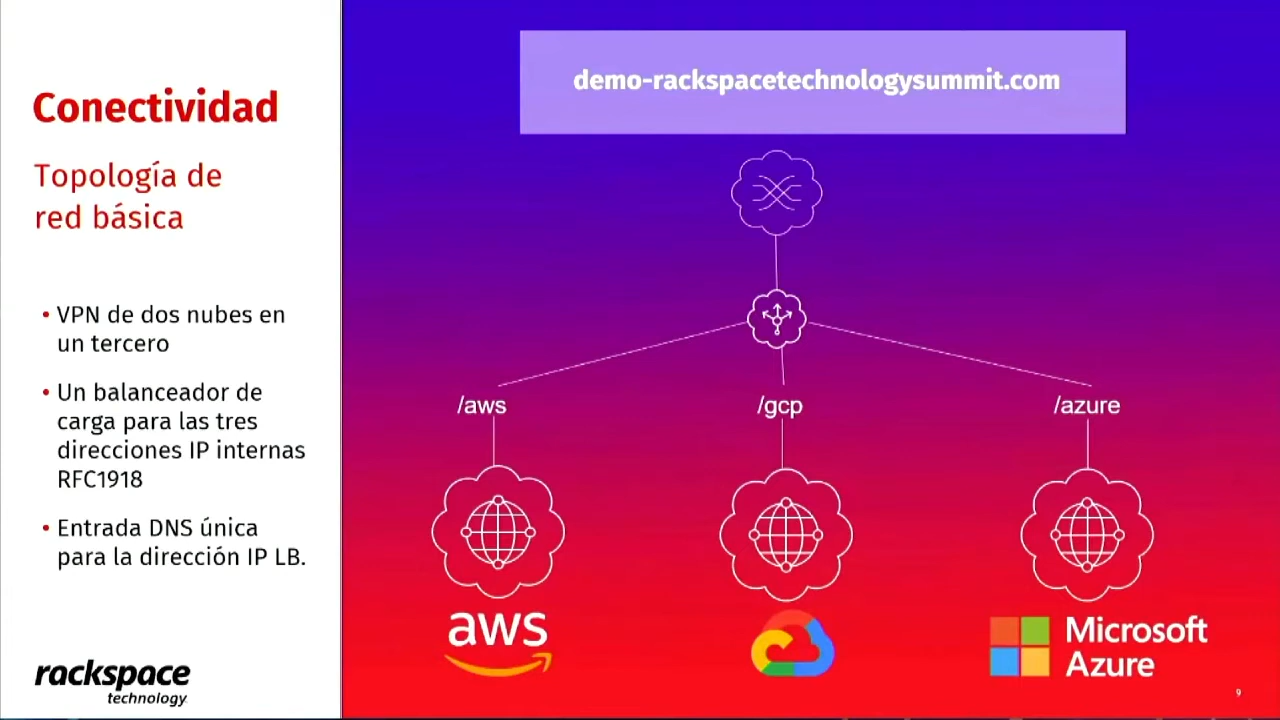 Conectividad
Topología de
red básica
• VPN de dos nubes en
un tercero
• Un balanceador de
carga para las tres
direcciones IP internas
RFC1918
• Entrada DNS única
para la dirección IP LB.
rackspace
technology
demo-rackspacetechnologysummit.com
/aws
/gcp
/azure
aws
Microsoft
Azure
9